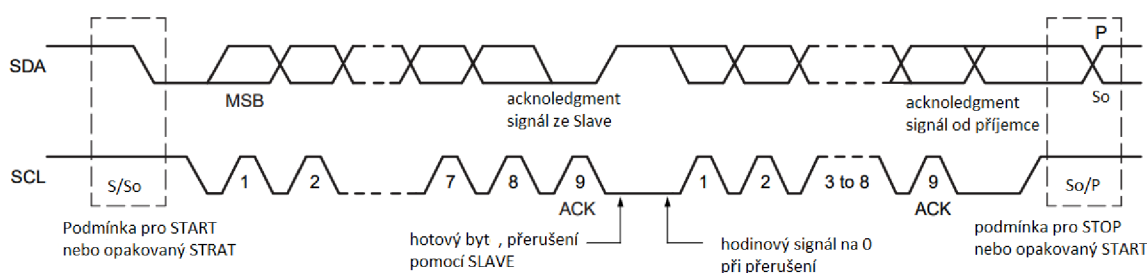 P
SDA
MSB
acknoledgment
signál ze Slave
acknoledgment
signál od příjemce
So
SCL
S/So
1
2
7
8
9
1
2
3 to 8
9
So/P
ACK
ACK
Podmínka pro START
nebo opakovaný STRAT
hotový byt , přerušení
pomocí SLAVE
hodinový signál na 0
při přerušení
podmínka pro STOP
nebo opakovaný START